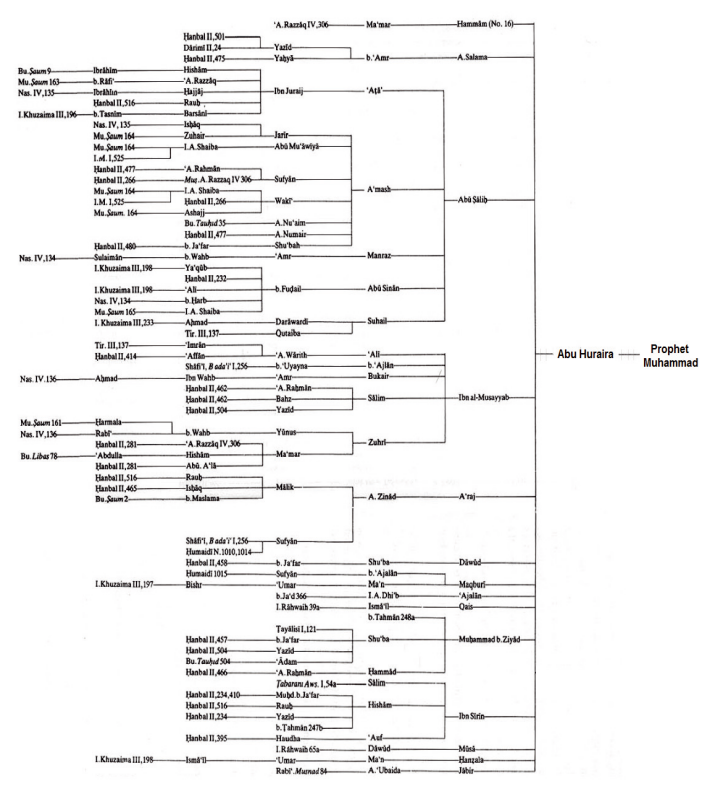 'A. Razzāq IV, 306 Ma'mar Hammām (No. 16)
Ḥanbal II, 501
Dārimī II, 24 Yazīd
Ḥanbal II, 475 Yaḥyā b. 'Amr A. Salama
Bu. Ṣaum 9 Ibrāhīm Hishām
Mu. Ṣaum 163 b. Rāfi' 'A. Razzāq
Nas. IV, 135 Ibrāhīm Ḥajjāj Ibn Juraij 'Aṭā'
Ḥanbal II, 516 Rauḥ
I. Khuzaima III, 196 b. Tasnīm Barsānī
Nas. IV, 135 Isḥāq
Mu. Ṣaum 164 Zuhair Jarīr
Mu. Ṣaum 164 I.A. Shaiba Abū Mu'āwiyā
I.M. I, 525
Ḥanbal II, 477 'A. Raḥmān
Ḥanbal II, 266 Muṣ. A. Razzaq IV 306 Sufyān
Mu. Ṣaum 164 I.A. Shaiba A'mash
I.M. I, 525 Ḥanbal II, 266 Wakī' Abū Ṣāliḥ
Mu. Ṣaum. 164 Ashajj
Bu. Tauḥīd 35 A. Nu'aim
Ḥanbal II, 477 A. Numair
Ḥanbal II, 480 b. Ja'far Shu'bah
Nas. IV, 134 Sulaimān b. Wahb 'Amr Manraz
I. Khuzaima III, 198 Ya'qūb
Ḥanbal II, 232
I. Khuzaima III, 198 'Alī b. Fuḍail Abū Sinān
Nas. IV, 134 b. Ḥarb
Mu. Ṣaum 165 I.A. Shaiba
I. Khuzaima III, 233 Aḥmad Darāwardī Suhail
Tir. III, 137 Qutaiba
Tir. III, 137 'Imrān
Ḥanbal II, 414 'Affān 'A. Wārith 'Alī Abu Huraira Prophet Muhammad
Shāfi'ī, Bada'i' I, 256 b. 'Uyayna b. 'Ajlān
Nas. IV. 136 Aḥmad Ibn Wahb 'Amr Bukair
Ḥanbal II, 462 'A. Raḥmān
Ḥanbal II, 462 Bahz Sālim Ibn al-Musayyab
Ḥanbal II, 504 Yazīd
Mu. Ṣaum 161 Ḥarmala
Nas. IV, 136 Rabī' b. Wahb Yūnus
Ḥanbal II, 281 'A. Razzāq IV, 306 Zuhrī
Bu. Libas 78 'Abdulla Hishām Ma'mar
Ḥanbal II, 281 Abū. A'lā
Ḥanbal II, 516 Rauḥ
Ḥanbal II, 465 Isḥāq Mālik
Bu. Ṣaum 2 b. Maslama A. Zinād A'raj
Shāfi'ī, Bada'i' I, 256 Sufyān
Ḥumaidī N. 1010, 1014
Ḥanbal II, 458 b. Ja'far Shu'ba Dāwūd
Ḥumaidī 1015 Sufyān b. 'Ajalān
I. Khuzaima III, 197 Bishr 'Umar Ma'n Maqburī
b. Ja'd 366 I.A. Dhi'b 'Ajalān
I. Rāhwaih 39a Ismā'īl Qais
b. Tahmān 248a
Ṭayālisī I, 121
Ḥanbal II, 457 b. Ja'far Shu'ba Muḥammad b. Ziyād
Ḥanbal II, 504 Yazīd
Bu. Tauḥīd 504 'Ādam
Ḥanbal II, 466 'A. Raḥmān Ḥammād
Ṭabarani Aws. I, 54a Sālim
Ḥanbal II, 234, 410 Muḥd. b. Ja'far
Ḥanbal II, 516 Rauḥ Hishām
Ḥanbal II, 234 Yazīd Ibn Sīrīn
b. Ṭahmān 247b
Ḥanbal II, 395 Haudha 'Auf
I. Rāhwaih 65a Dāwūd Mūsā
I. Khuzaima III, 198 Ismā'īl 'Umar Ma'n Ḥanẓala
Rabī'. Musnad 84 A. 'Ubaida Jābir